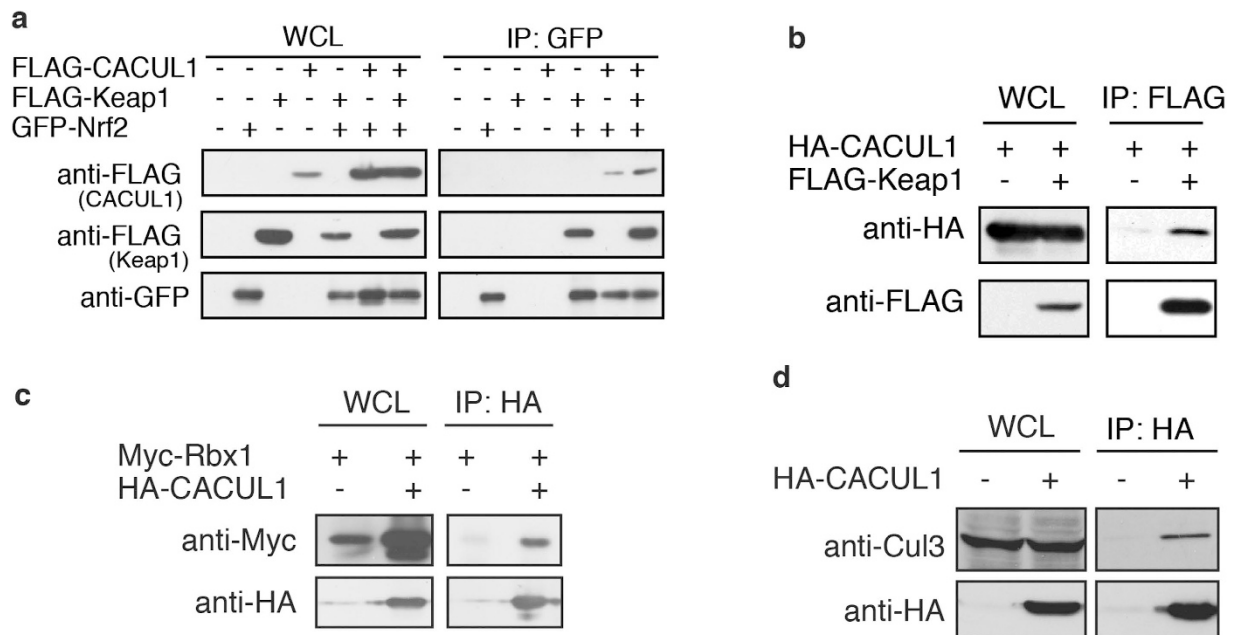 a
WCL IP: GFP
FLAG-CACUL1 - - - + - + + - - - + - + +
FLAG-Keap1 - - + - + - + - - + - + - +
GFP-Nrf2 - + - - + + + - + - - + + +
anti-FLAG
(CACUL1)
anti-FLAG
(Keap1)
anti-GFP
b
WCL IP: FLAG
HA-CACUL1 + + + +
FLAG-Keap1 - + - +
anti-HA
anti-FLAG
c
WCL IP: HA
Myc-Rbx1 + + + +
HA-CACUL1 - + - +
anti-Myc
anti-HA
d
WCL IP: HA
HA-CACUL1 - + - +
anti-Cul3
anti-HA